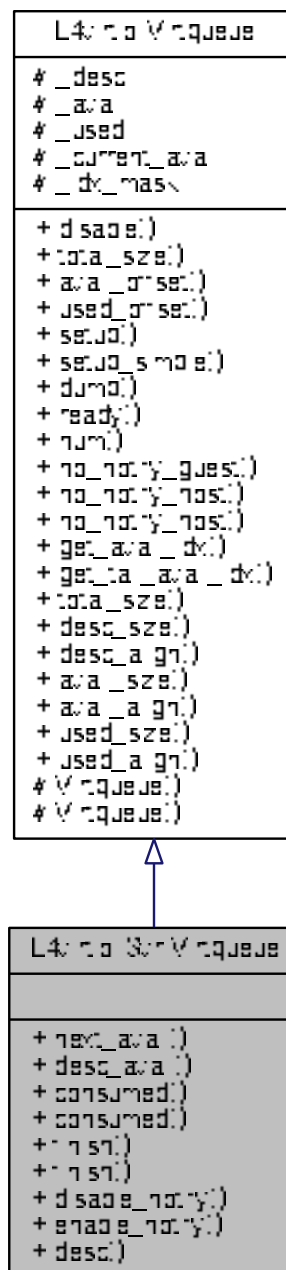 L4virtio::Virtqueue
# _desc
# _avail
# _used
# _current_avail
# _idx_mask
+ disable()
+ total_size()
+ avail_offset()
+ used_offset()
+ setup()
+ setup_simple()
+ dump()
+ ready()
+ num()
+ no_notify_guest()
+ no_notify_host()
+ no_notify_host()
+ get_avail_idx()
+ get_tail_avail_idx()
+ total_size()
+ desc_size()
+ desc_align()
+ avail_size()
+ avail_align()
+ used_size()
+ used_align()
# Virtqueue()
# Virtqueue()
L4virtio::Svr::Virtqueue
+ next_avail()
+ desc_avail()
+ consumed()
+ consumed()
+ finish()
+ finish()
+ disable_notify()
+ enable_notify()
+ desc()